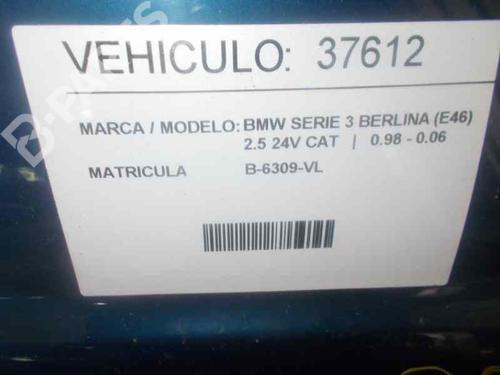 VEHICULO: 37612
MARCA / MODELO: BMW SERIE 3 BERLINA (E46)
2.5 24V CAT | 0.98 - 0.06
MATRICULA B-6309-VL
B-PARTS